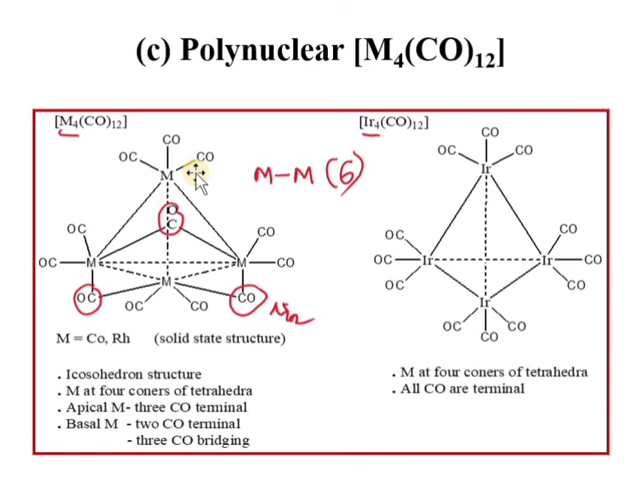 (c) Polynuclear [M₄(CO)₁₂]
[M₄(CO)₁₂]
CO
OC
CO
M
M-M (6)
O
C
OC
CO
OC
M
M
CO
M
OC
CO
OC
CO
M = Co, Rh (solid state structure)
. Icosohedron structure
. M at four coners of tetrahedra
. Apical M- three CO terminal
. Basal M - two CO terminal
- three CO bridging
[Ir₄(CO)₁₂]
CO
OC
CO
Ir
OC
CO
OC
Ir
Ir
CO
OC
CO
Ir
OC
CO
CO
. M at four coners of tetrahedra
. All CO are terminal